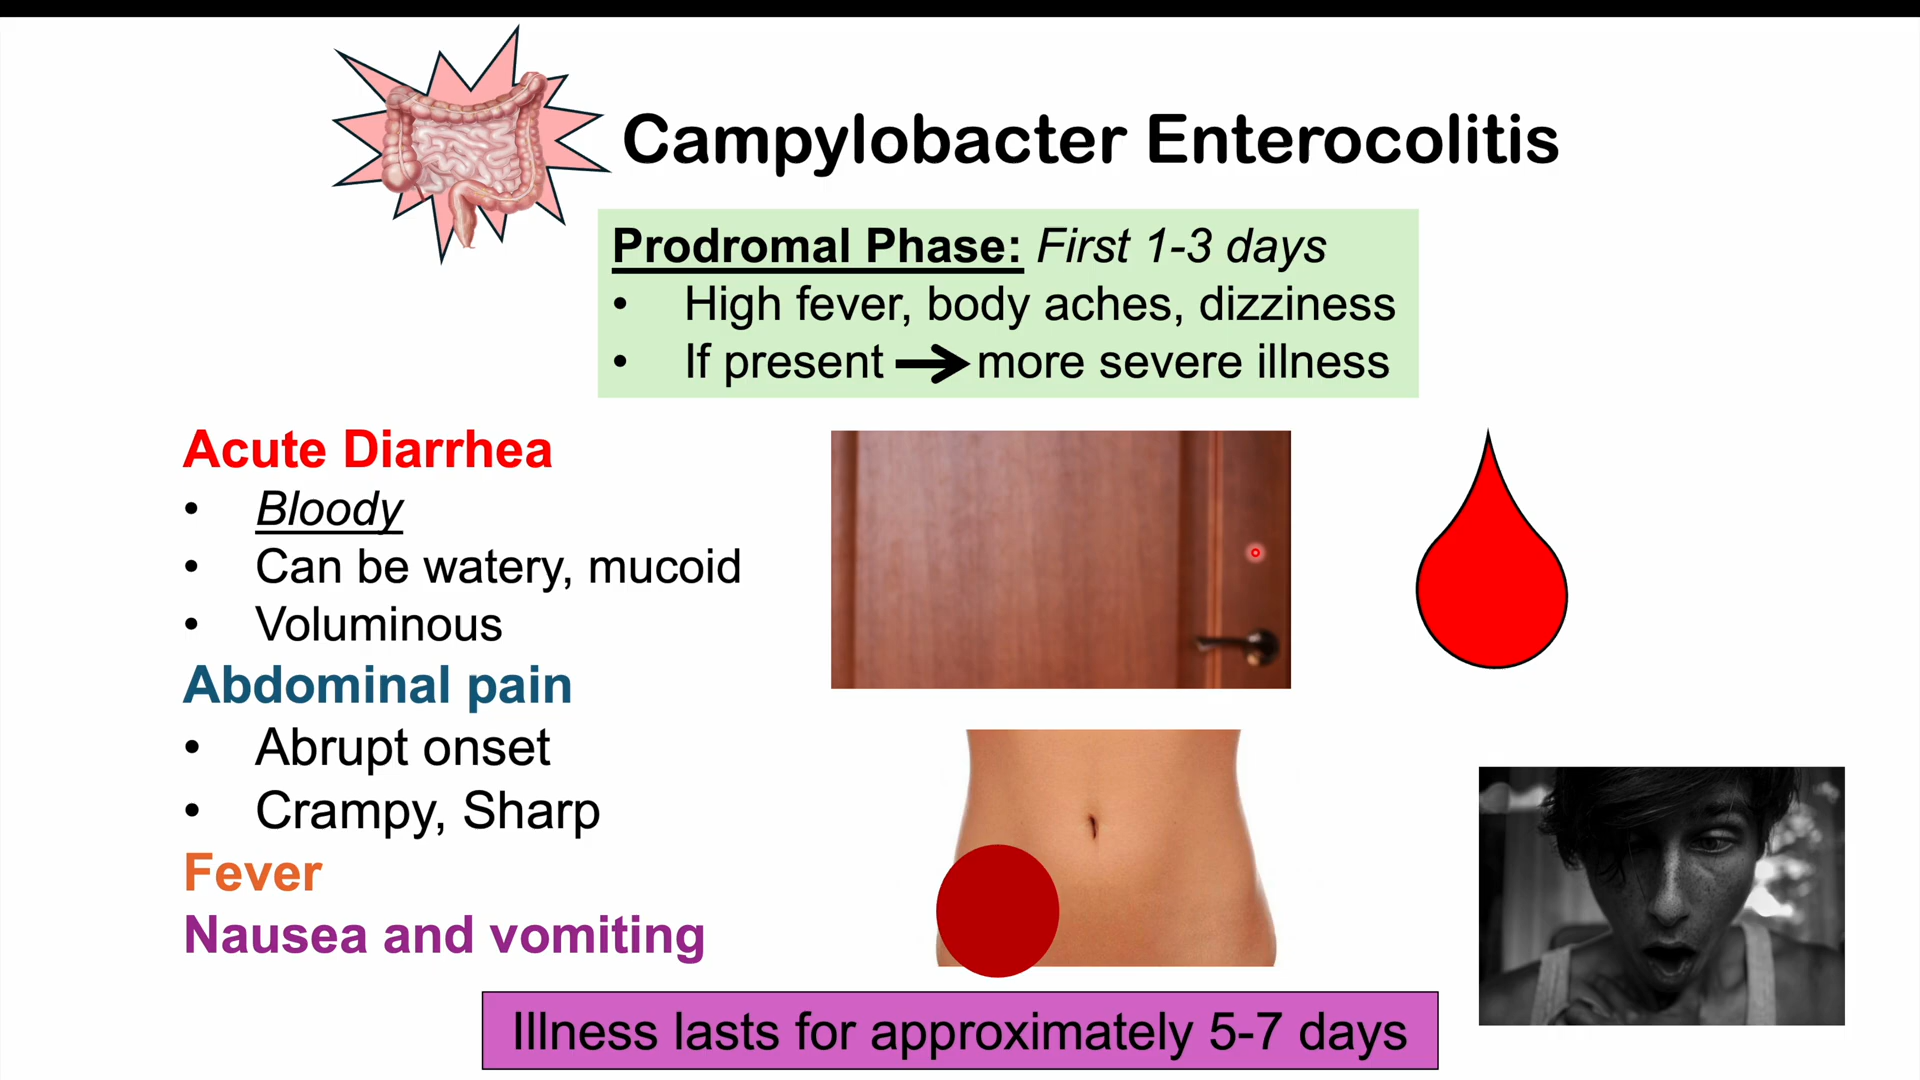 Campylobacter Enterocolitis
Prodromal Phase: First 1-3 days
• High fever, body aches, dizziness
• If present → more severe illness
Acute Diarrhea
• Bloody
• Can be watery, mucoid
• Voluminous
Abdominal pain
• Abrupt onset
• Crampy, Sharp
Fever
Nausea and vomiting
Illness lasts for approximately 5-7 days